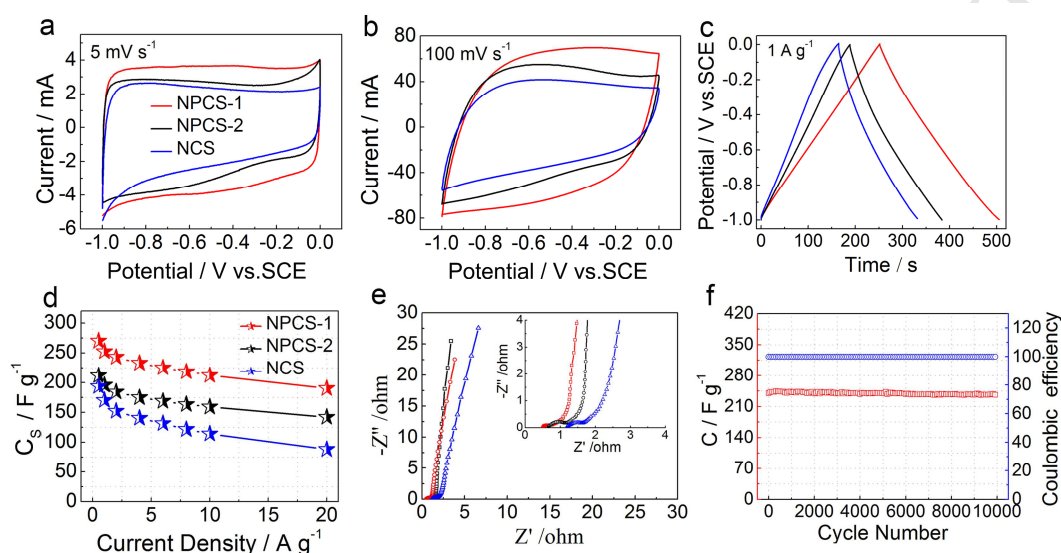 a
5 mV s⁻¹
NPCS-1
NPCS-2
NCS
6
4
2
0
-2
-4
-6
Current / mA
-1.0 -0.8 -0.6 -0.4 -0.2 0.0
Potential / V vs.SCE
b
100 mV s⁻¹
80
40
0
-40
-80
Current / mA
-1.0 -0.8 -0.6 -0.4 -0.2 0.0
Potential / V vs.SCE
c
1 A g⁻¹
0.0
-0.2
-0.4
-0.6
-0.8
-1.0
Potential / V vs.SCE
0 100 200 300 400 500
Time / s
d
NPCS-1
NPCS-2
NCS
300
250
200
150
100
50
0
Cₛ / F g⁻¹
0 5 10 15 20
Current Density / A g⁻¹
e
30
25
20
15
10
5
0
-Z'' /ohm
0 5 10 15 20 25 30
Z' /ohm
4
3
2
1
0
-Z'' /ohm
0 1 2 3 4
Z' /ohm
f
420
350
280
210
140
70
0
C / F g⁻¹
120
100
80
60
40
20
0
Coulombic efficiency
0 2000 4000 6000 8000 10000
Cycle Number